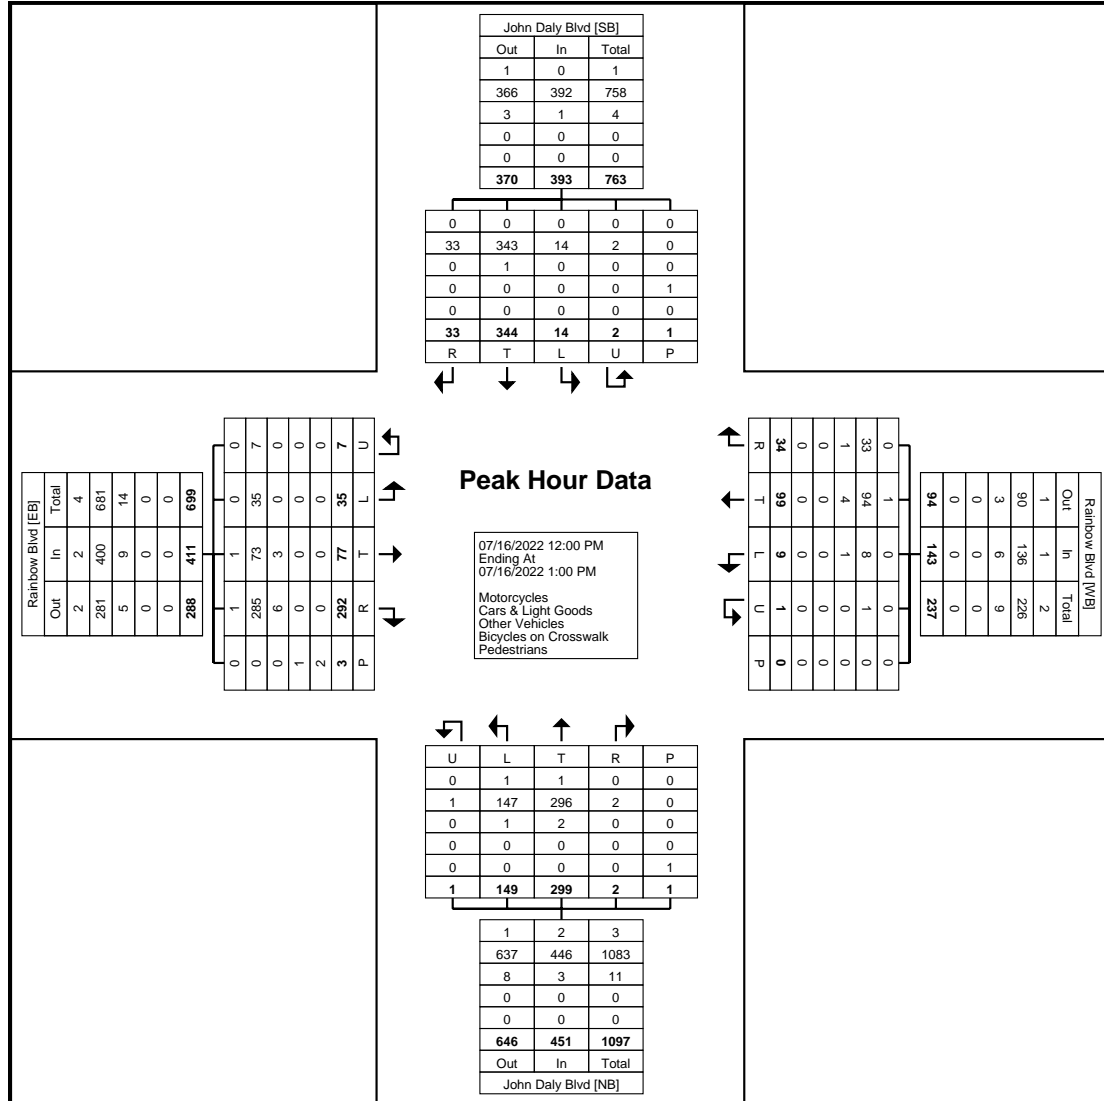 John Daly Blvd [SB]
Out In Total
1 0 1
366 392 758
3 1 4
0 0 0
0 0 0
370 393 763
0 0 0 0 0
33 343 14 2 0
0 1 0 0 0
0 0 0 0 1
0 0 0 0 0
33 344 14 2 1
R T L U P
Rainbow Blvd [EB]
Total 4 681 14 0 0 699
In 2 400 9 0 0 411
Out 2 281 5 0 0 288
0 7 0 0 0 7 U
0 35 0 0 0 35 L
1 73 3 0 0 77 T
1 285 6 0 0 292 R
0 0 0 1 2 3 P
Peak Hour Data
07/16/2022 12:00 PM
Ending At
07/16/2022 1:00 PM
Motorcycles
Cars & Light Goods
Other Vehicles
Bicycles on Crosswalk
Pedestrians
R 34 0 0 1 33 0
T 99 0 0 4 94 1
L 9 0 0 1 8 0
U 1 0 0 0 1 0
P 0 0 0 0 0 0
Rainbow Blvd [WB]
94 0 0 3 90 1 Out
143 0 0 6 136 1 In
237 0 0 9 226 2 Total
U L T R P
0 1 1 0 0
1 147 296 2 0
0 1 2 0 0
0 0 0 0 0
0 0 0 0 1
1 149 299 2 1
1 2 3
637 446 1083
8 3 11
0 0 0
0 0 0
646 451 1097
Out In Total
John Daly Blvd [NB]